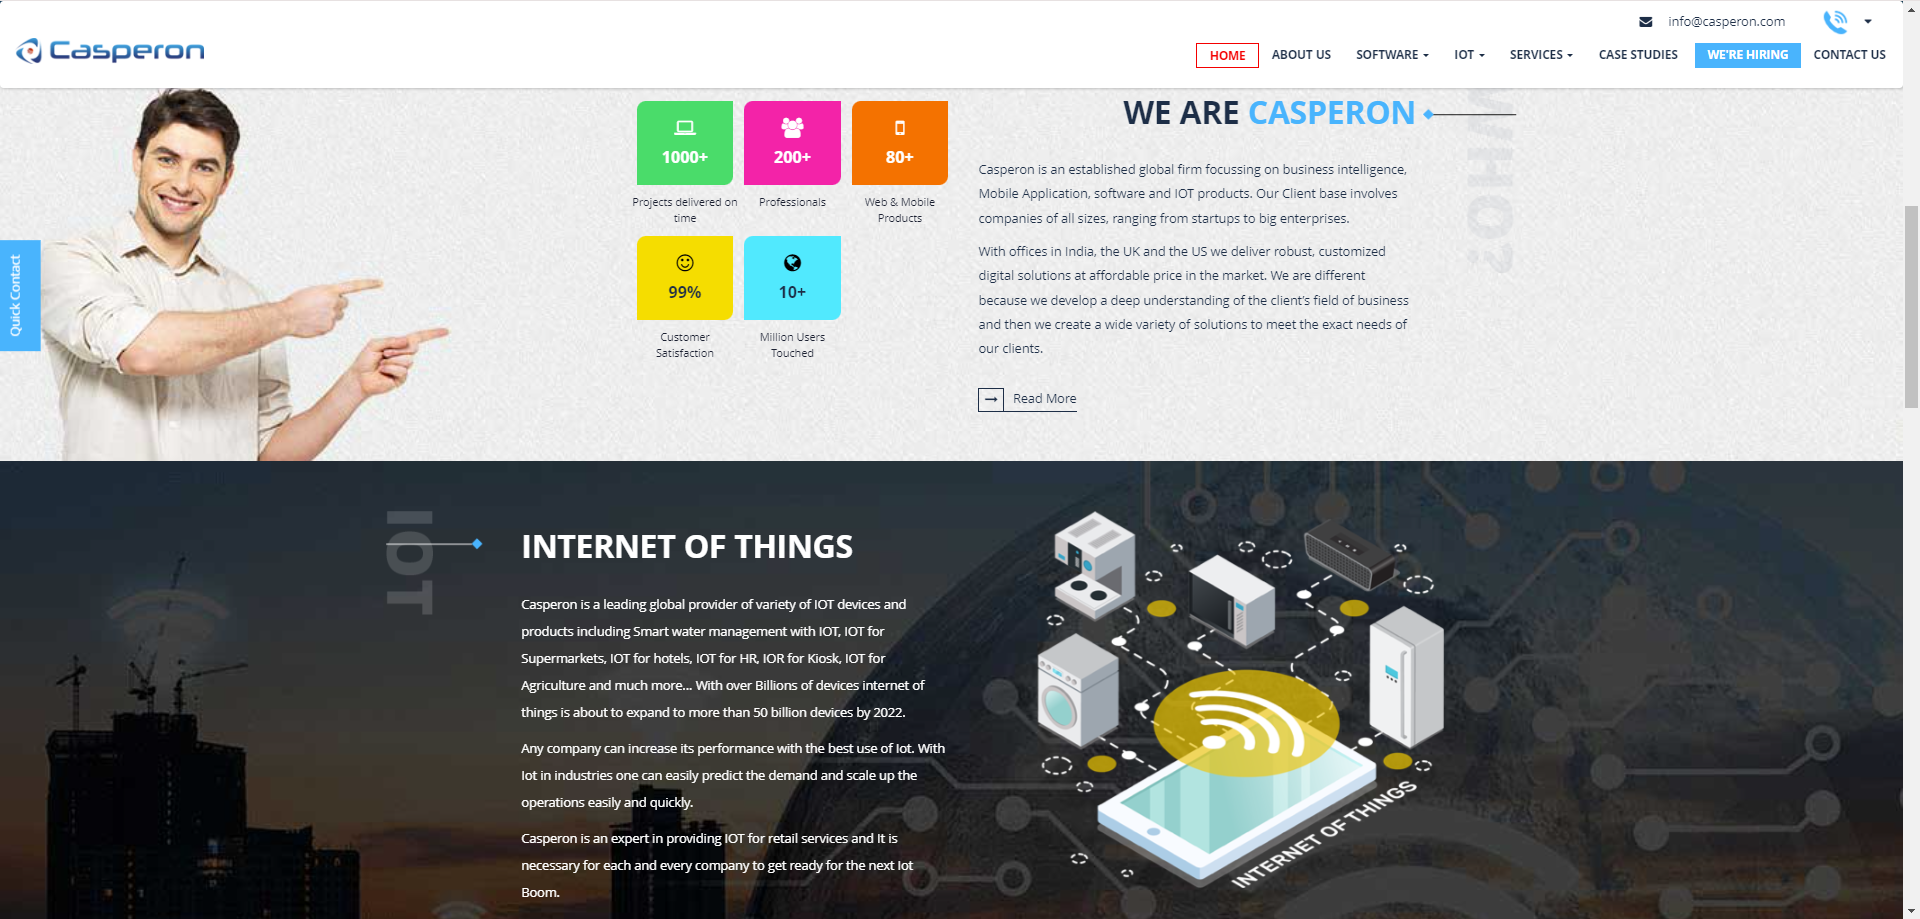 info@casperon.com
Casperon
HOME
ABOUT US
SOFTWARE
IOT
SERVICES
CASE STUDIES
WE'RE HIRING
CONTACT US
Quick Contact
1000+
Projects delivered on
time
200+
Professionals
80+
Web & Mobile
Products
99%
Customer
Satisfaction
10+
Million Users
Touched
WE ARE CASPERON
WHO?
Casperon is an established global firm focussing on business intelligence,
Mobile Application, software and IOT products. Our Client base involves
companies of all sizes, ranging from startups to big enterprises.
With offices in India, the UK and the US we deliver robust, customized
digital solutions at affordable price in the market. We are different
because we develop a deep understanding of the client's field of business
and then we create a wide variety of solutions to meet the exact needs of
our clients.
Read More
IOT
INTERNET OF THINGS
Casperon is a leading global provider of variety of IOT devices and
products including Smart water management with IOT, IOT for
Supermarkets, IOT for hotels, IOT for HR, IOR for Kiosk, IOT for
Agriculture and much more... With over Billions of devices internet of
things is about to expand to more than 50 billion devices by 2022.
Any company can increase its performance with the best use of Iot. With
Iot in industries one can easily predict the demand and scale up the
operations easily and quickly.
Casperon is an expert in providing IOT for retail services and It is
necessary for each and every company to get ready for the next Iot
Boom.
INTERNET OF THINGS